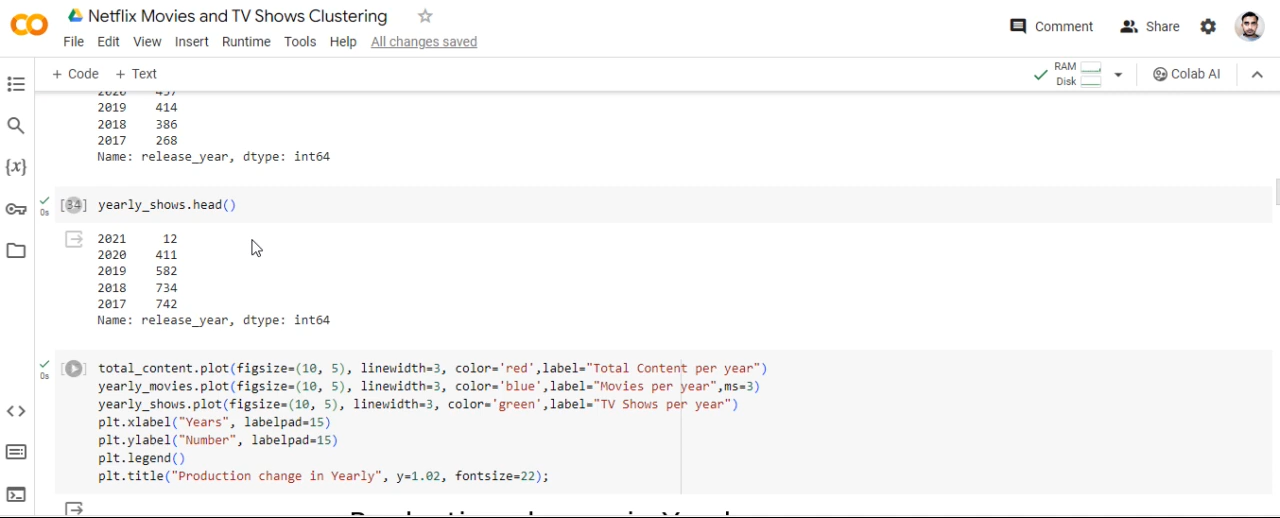 Netflix Movies and TV Shows Clustering
Comment
Share
File Edit View Insert Runtime Tools Help All changes saved
+ Code + Text
RAM
Disk
Colab AI
2019 414
2018 386
2017 268
Name: release_year, dtype: int64
[34] yearly_shows.head()
0s
2021 12
2020 411
2019 582
2018 734
2017 742
Name: release_year, dtype: int64
total_content.plot(figsize=(10, 5), linewidth=3, color='red',label="Total Content per year")
0s
yearly_movies.plot(figsize=(10, 5), linewidth=3, color='blue',label="Movies per year",ms=3)
yearly_shows.plot(figsize=(10, 5), linewidth=3, color='green',label="TV Shows per year")
plt.xlabel("Years", labelpad=15)
plt.ylabel("Number", labelpad=15)
plt.legend()
plt.title("Production change in Yearly", y=1.02, fontsize=22);